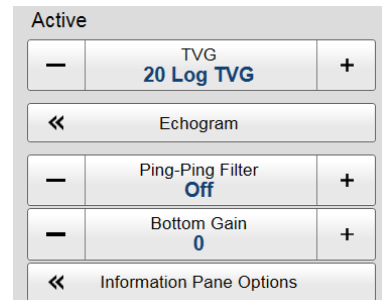 Active
TVG
20 Log TVG
Echogram
Ping-Ping Filter
Off
Bottom Gain
0
Information Pane Options